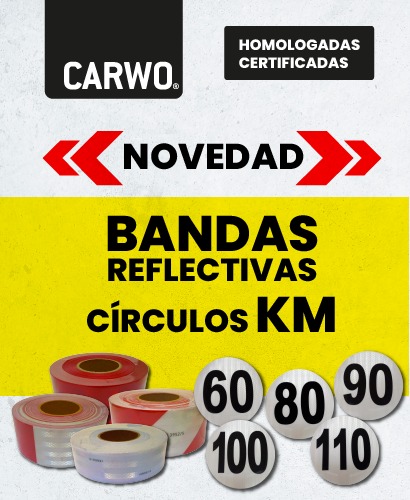 CARWO®
HOMOLOGADAS
CERTIFICADAS
NOVEDAD
BANDAS
REFLECTIVAS
CÍRCULOS KM
60
80
90
100
110